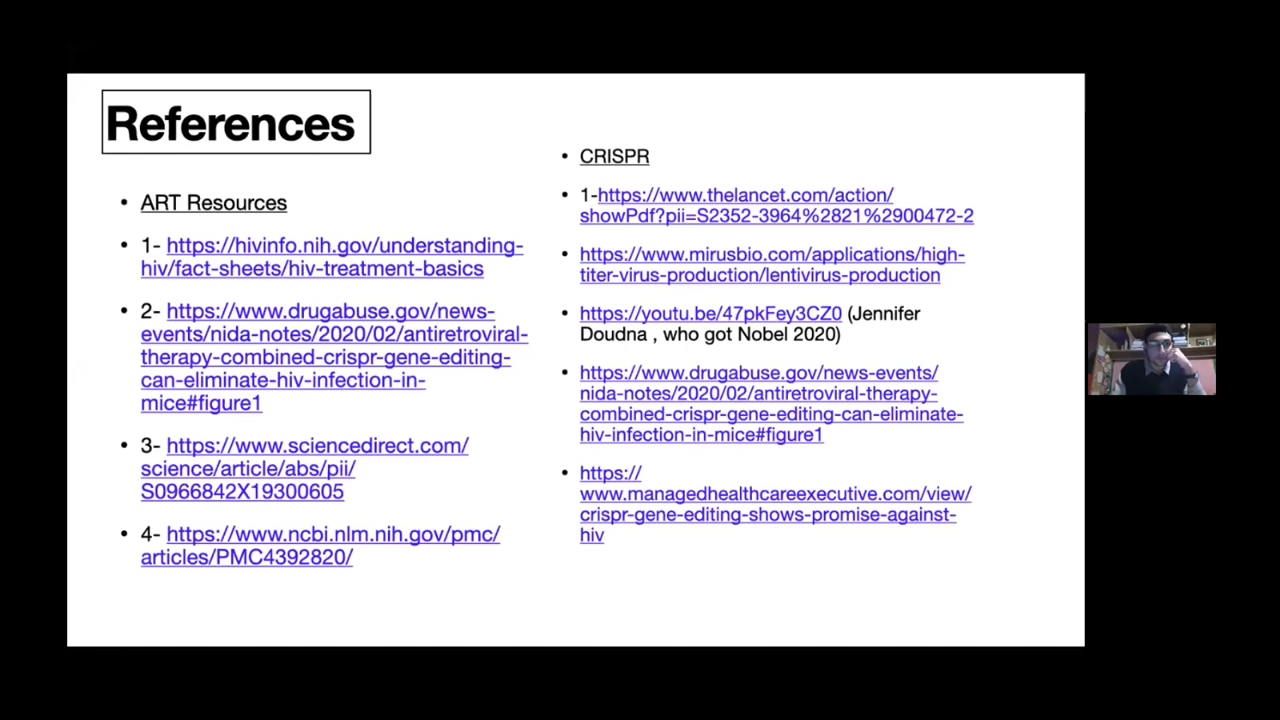 References
ART Resources
1- https://hivinfo.nih.gov/understanding-
hiv/fact-sheets/hiv-treatment-basics
2- https://www.drugabuse.gov/news-
events/nida-notes/2020/02/antiretroviral-
therapy-combined-crispr-gene-editing-
can-eliminate-hiv-infection-in-
mice#figure1
3- https://www.sciencedirect.com/
science/article/abs/pii/
S0966842X19300605
4- https://www.ncbi.nlm.nih.gov/pmc/
articles/PMC4392820/
CRISPR
1-https://www.thelancet.com/action/
showPdf?pii=S2352-3964%2821%2900472-2
https://www.mirusbio.com/applications/high-
titer-virus-production/lentivirus-production
https://youtu.be/47pkFey3CZ0 (Jennifer
Doudna , who got Nobel 2020)
https://www.drugabuse.gov/news-events/
nida-notes/2020/02/antiretroviral-therapy-
combined-crispr-gene-editing-can-eliminate-
hiv-infection-in-mice#figure1
https://
www.managedhealthcareexecutive.com/view/
crispr-gene-editing-shows-promise-against-
hiv